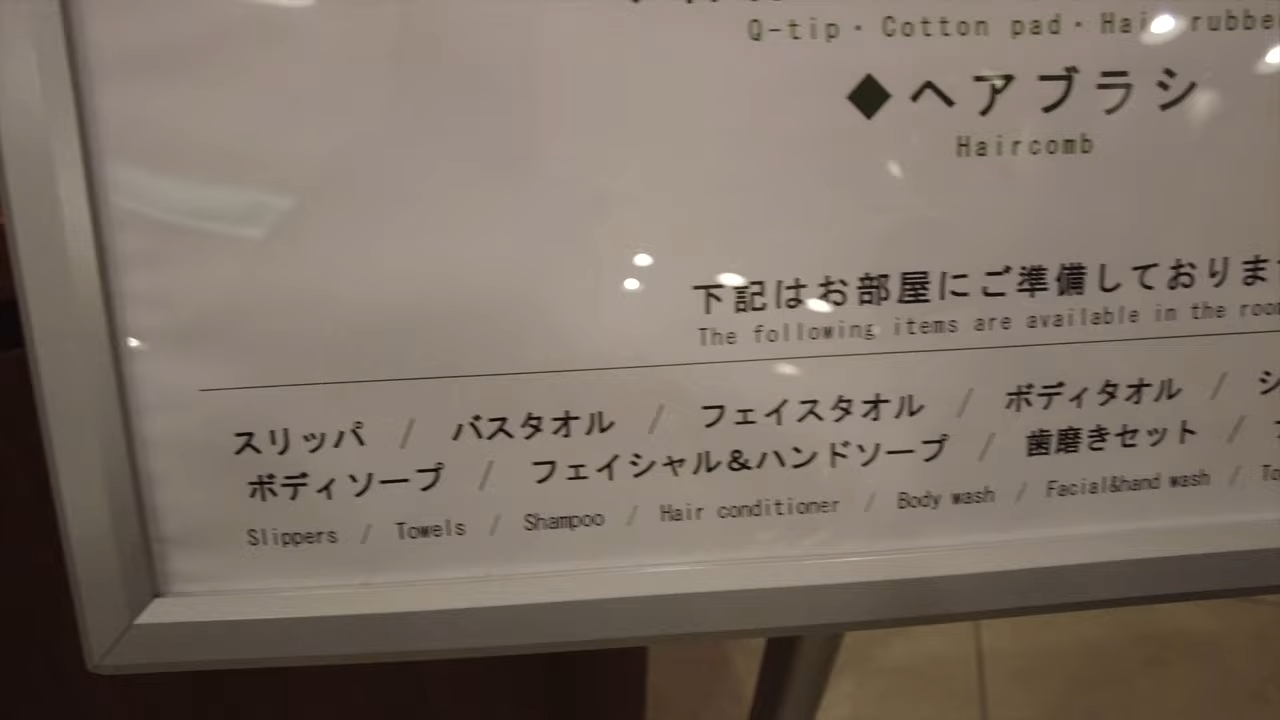 Q-tip・Cotton pad・Hair rubbe
◆ヘアブラシ
Haircomb
下記はお部屋にご準備しておりま
The following items are available in the roo
スリッパ / バスタオル / フェイスタオル / ボディタオル / シ
ボディソープ / フェイシャル&ハンドソープ / 歯磨きセット /
Slippers / Towels / Shampoo / Hair conditioner / Body wash / Facial&hand wash / To